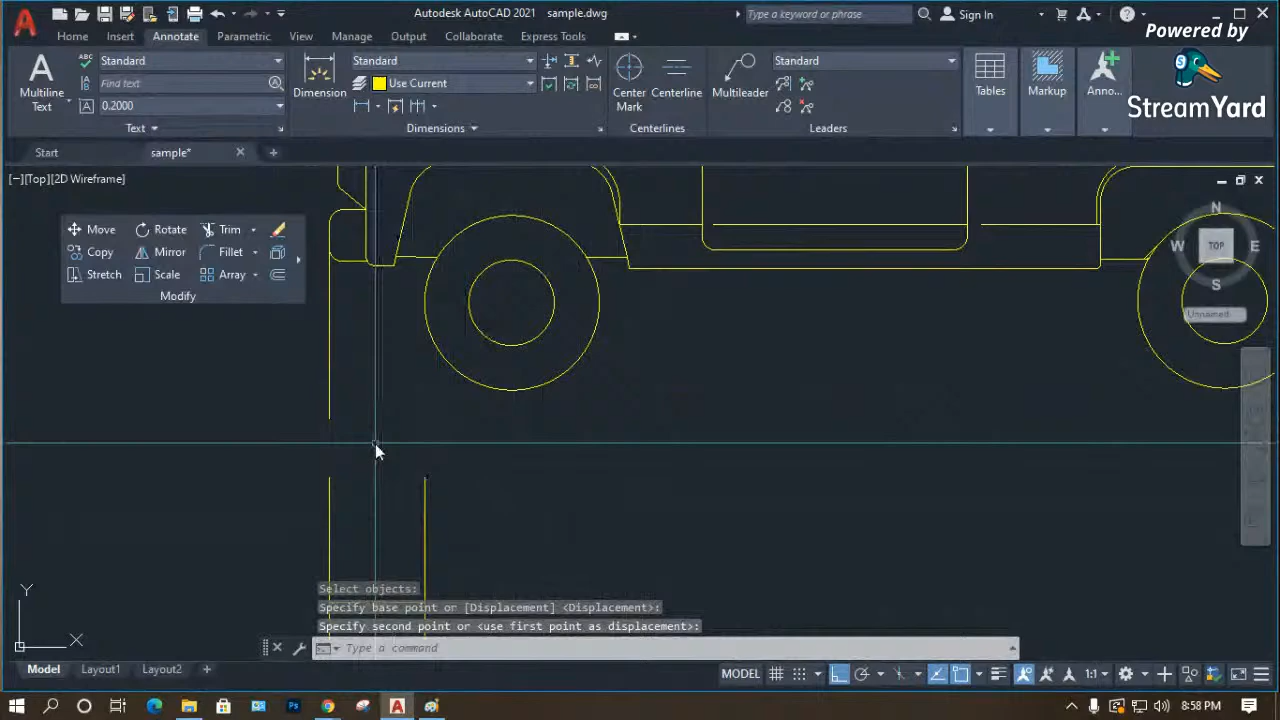 Autodesk AutoCAD 2021 sample.dwg
Type a keyword or phrase
Sign In
Powered by
StreamYard
Home Insert Annotate Parametric View Manage Output Collaborate Express Tools
Multiline
Text
Standard
Find text
0.2000
Text
Dimension
Standard
Use Current
Dimensions
Center
Mark
Centerline
Centerlines
Multileader
Standard
Leaders
Tables
Markup
Anno...
Start sample*
[−][Top][2D Wireframe]
Move Rotate Trim
Copy Mirror Fillet
Stretch Scale Array
Modify
N
W TOP E
S
Unnamed
Y
X
Select objects:
Specify base point or [Displacement] <Displacement>:
Specify second point or <use first point as displacement>:
Type a command
Model Layout1 Layout2
MODEL
1:1
8:58 PM